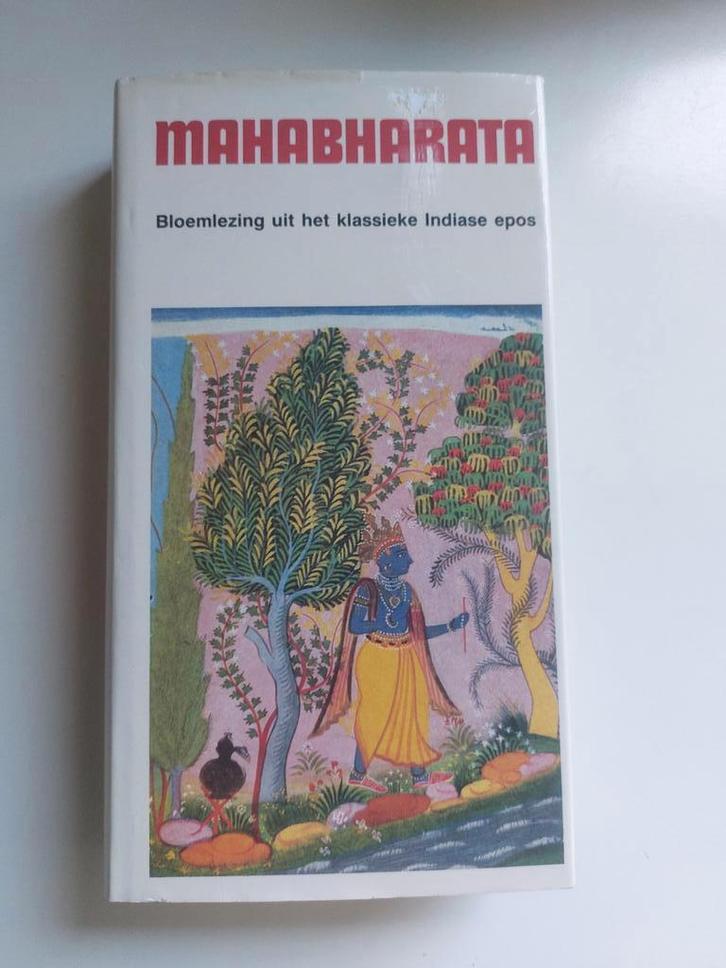 MAHABHARATA
Bloemlezing uit het klassieke Indiase epos